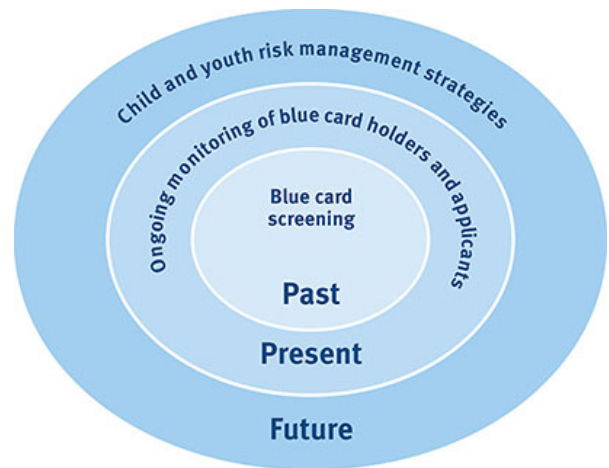 Child and youth risk management strategies
Ongoing monitoring of blue card holders and applicants
Blue card
screening
Past
Present
Future